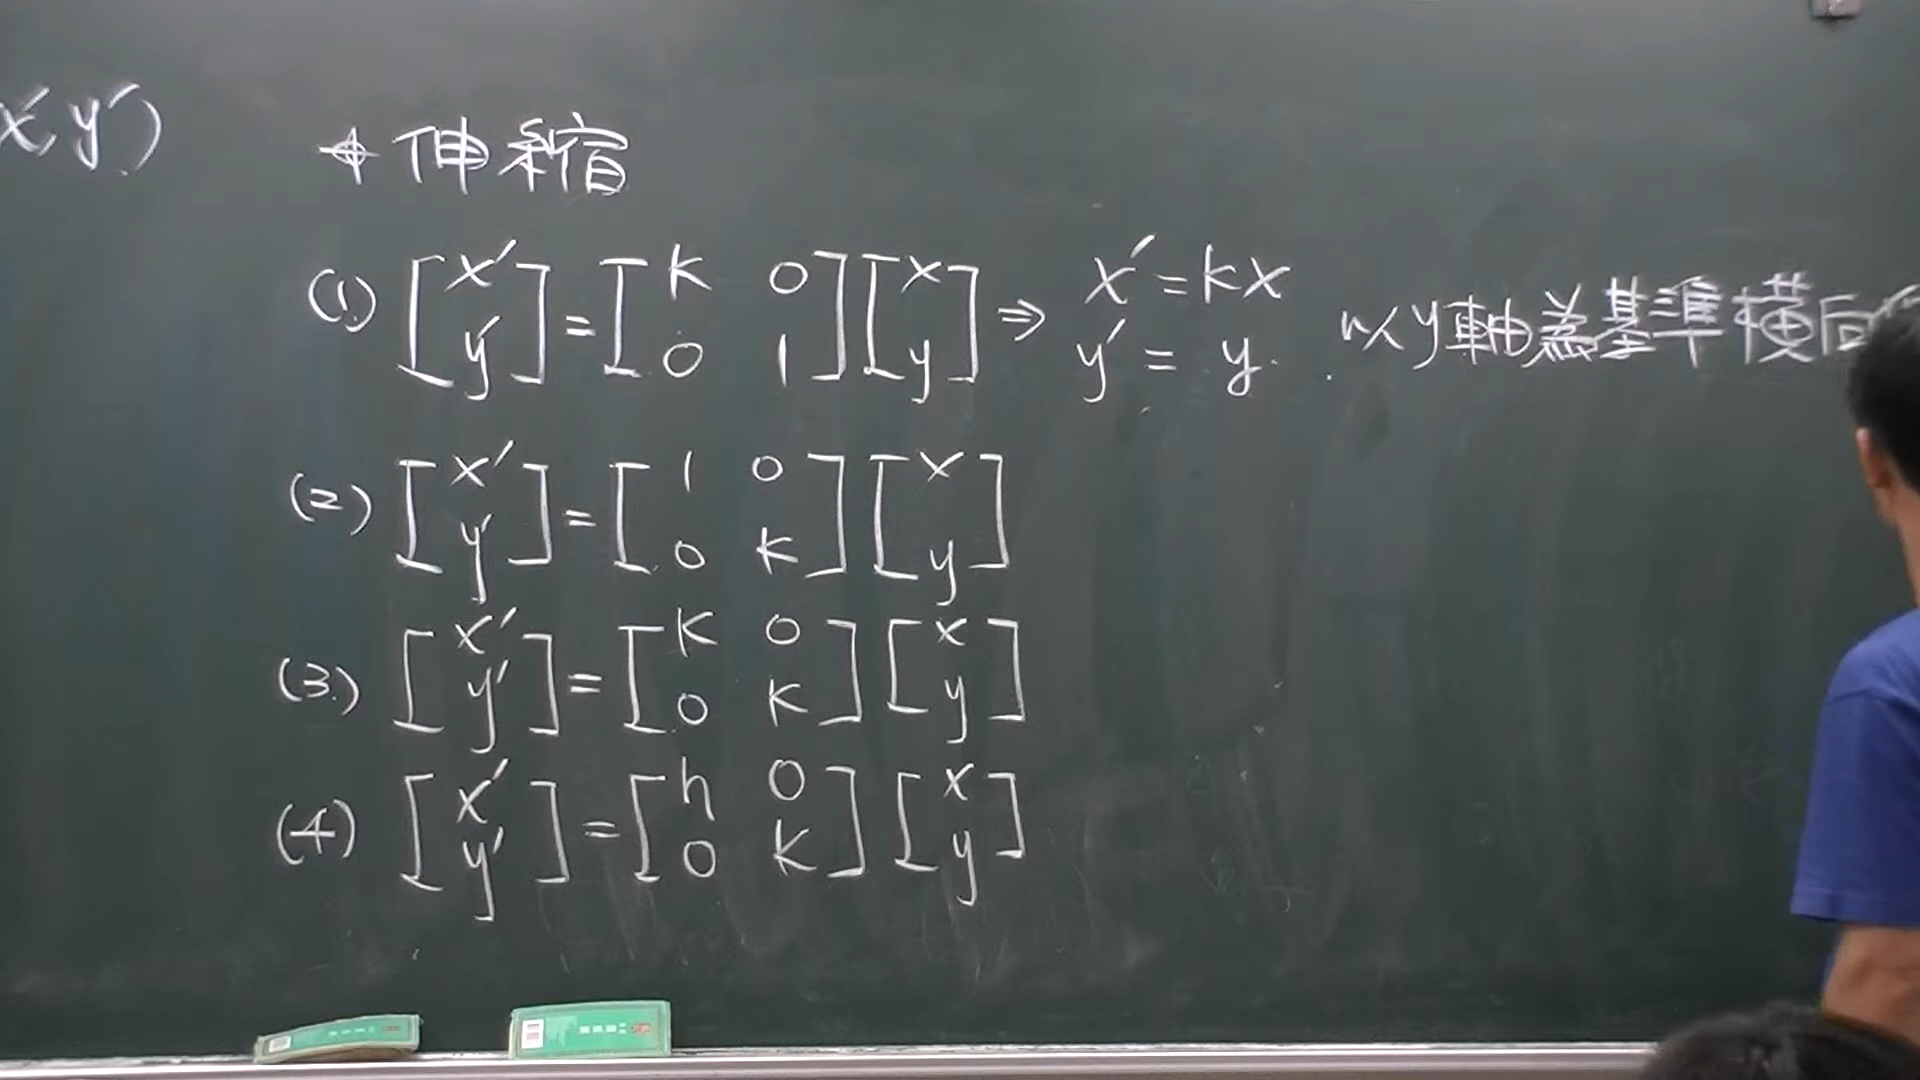 x′, y′)
伸縮
(1) [x′ y′] = [k 0 0 1] [x y] ⇒ x′ = kx
y′ = y
以y軸為基準橫向
(2) [x′ y′] = [1 0 0 k] [x y]
(3) [x′ y′] = [k 0 0 k] [x y]
(4) [x′ y′] = [h 0 0 k] [x y]